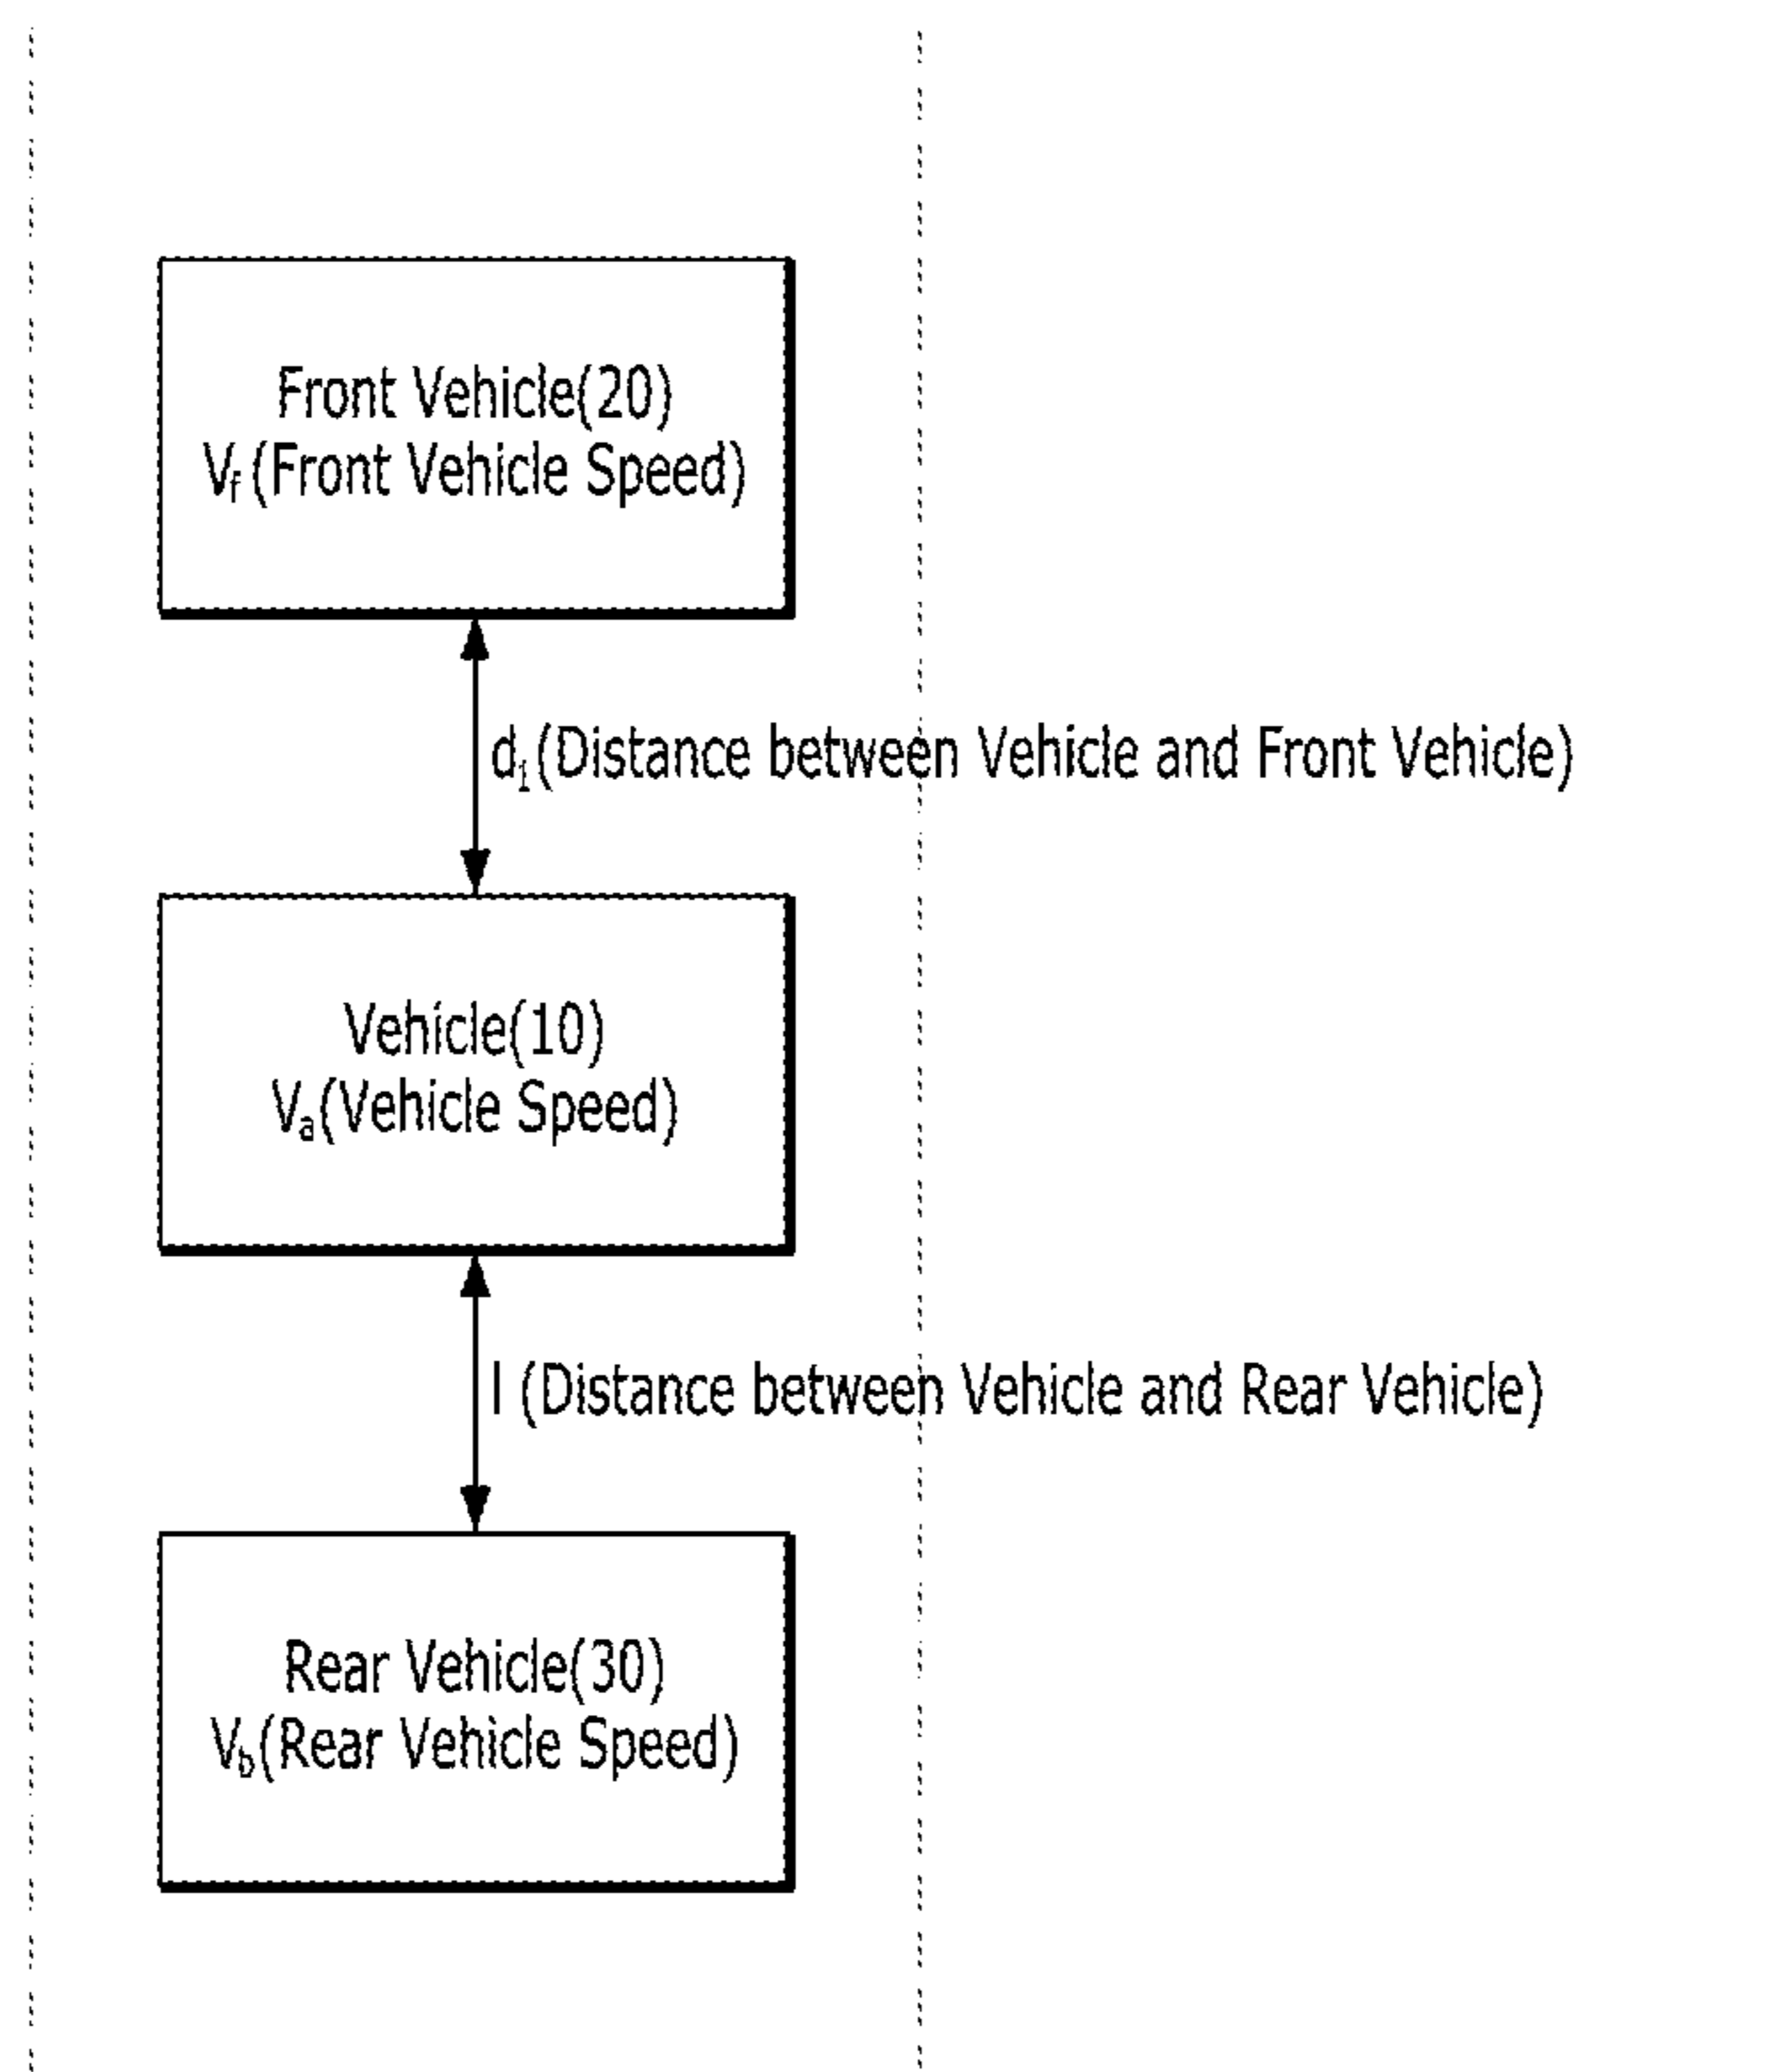 Front Vehicle(20)
Vf (Front Vehicle Speed)
d1(Distance between Vehicle and Front Vehicle)
Vehicle(10)
Va(Vehicle Speed)
l (Distance between Vehicle and Rear Vehicle)
Rear Vehicle(30)
Vb(Rear Vehicle Speed)